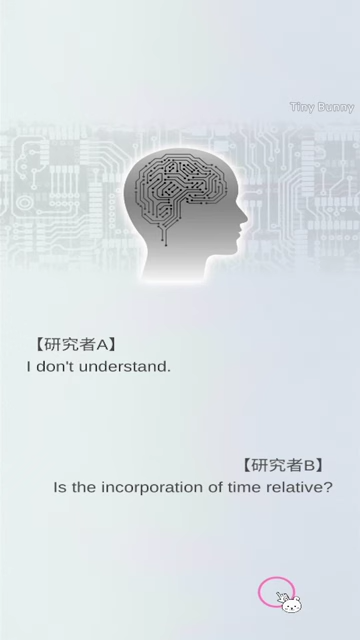 Tiny Bunny
【研究者A】
I don't understand.
【研究者B】
Is the incorporation of time relative?